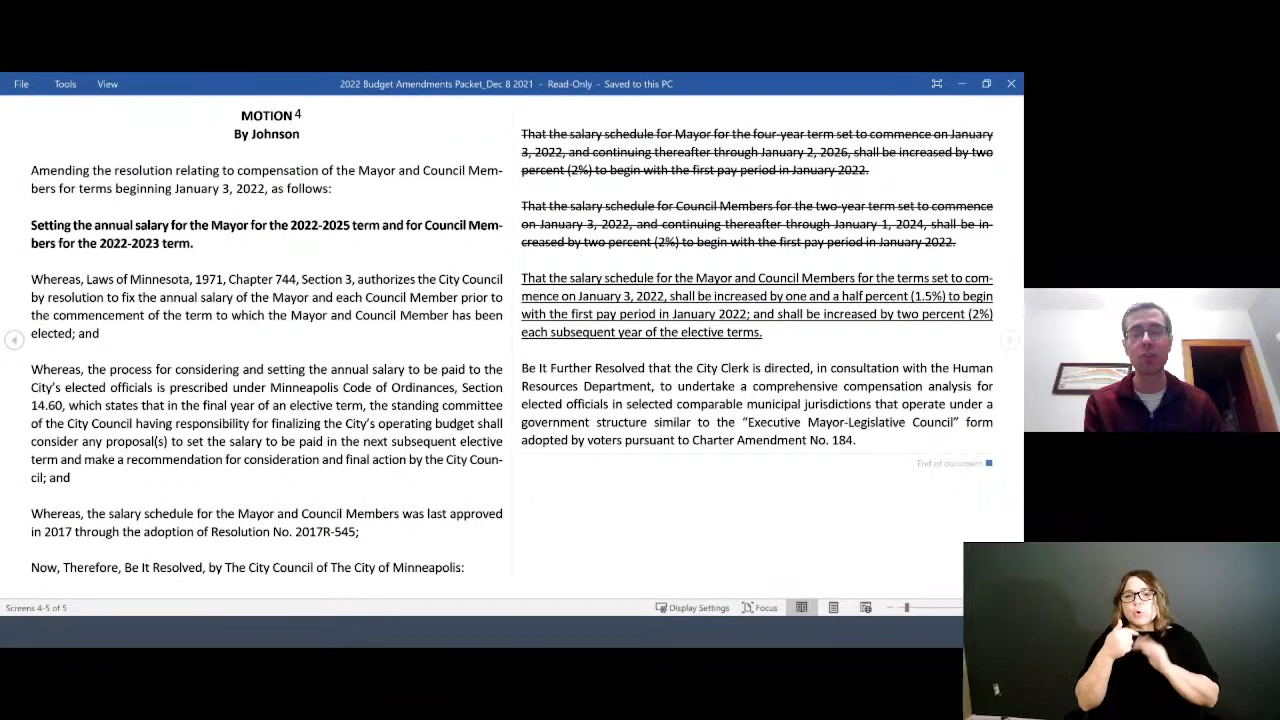 File Tools View 2022 Budget Amendments Packet_Dec 8 2021 - Read-Only - Saved to this PC
MOTION 4
By Johnson
Amending the resolution relating to compensation of the Mayor and Council Mem-
bers for terms beginning January 3, 2022, as follows:
Setting the annual salary for the Mayor for the 2022-2025 term and for Council Mem-
bers for the 2022-2023 term.
Whereas, Laws of Minnesota, 1971, Chapter 744, Section 3, authorizes the City Council
by resolution to fix the annual salary of the Mayor and each Council Member prior to
the commencement of the term to which the Mayor and Council Member has been
elected; and
Whereas, the process for considering and setting the annual salary to be paid to the
City's elected officials is prescribed under Minneapolis Code of Ordinances, Section
14.60, which states that in the final year of an elective term, the standing committee
of the City Council having responsibility for finalizing the City's operating budget shall
consider any proposal(s) to set the salary to be paid in the next subsequent elective
term and make a recommendation for consideration and final action by the City Coun-
cil; and
Whereas, the salary schedule for the Mayor and Council Members was last approved
in 2017 through the adoption of Resolution No. 2017R-545;
Now, Therefore, Be It Resolved, by The City Council of The City of Minneapolis:
That the salary schedule for Mayor for the four-year term set to commence on January
3, 2022, and continuing thereafter through January 2, 2026, shall be increased by two
percent (2%) to begin with the first pay period in January 2022.
That the salary schedule for Council Members for the two-year term set to commence
on January 3, 2022, and continuing thereafter through January 1, 2024, shall be in-
creased by two percent (2%) to begin with the first pay period in January 2022.
That the salary schedule for the Mayor and Council Members for the terms set to com-
mence on January 3, 2022, shall be increased by one and a half percent (1.5%) to begin
with the first pay period in January 2022; and shall be increased by two percent (2%)
each subsequent year of the elective terms.
Be It Further Resolved that the City Clerk is directed, in consultation with the Human
Resources Department, to undertake a comprehensive compensation analysis for
elected officials in selected comparable municipal jurisdictions that operate under a
government structure similar to the "Executive Mayor-Legislative Council" form
adopted by voters pursuant to Charter Amendment No. 184.
End of document
Screens 4-5 of 5 Display Settings Focus